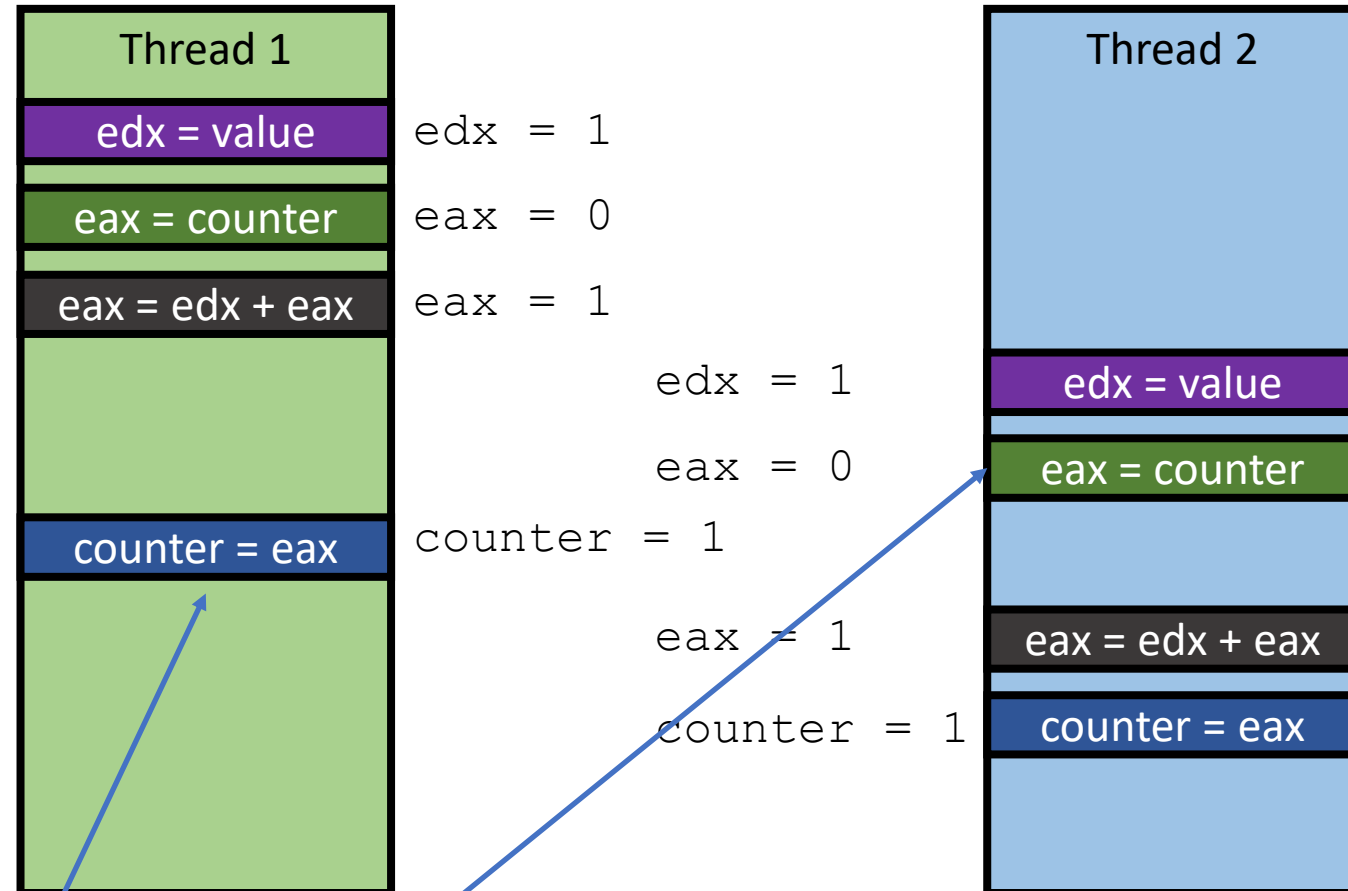 Thread 1
Thread 2
edx = value
edx = 1
eax = counter
eax = 0
eax = edx + eax
eax = 1
edx = 1
edx = value
eax = 0
eax = counter
counter = eax
counter = 1
eax = 1
eax = edx + eax
counter = 1
counter = eax